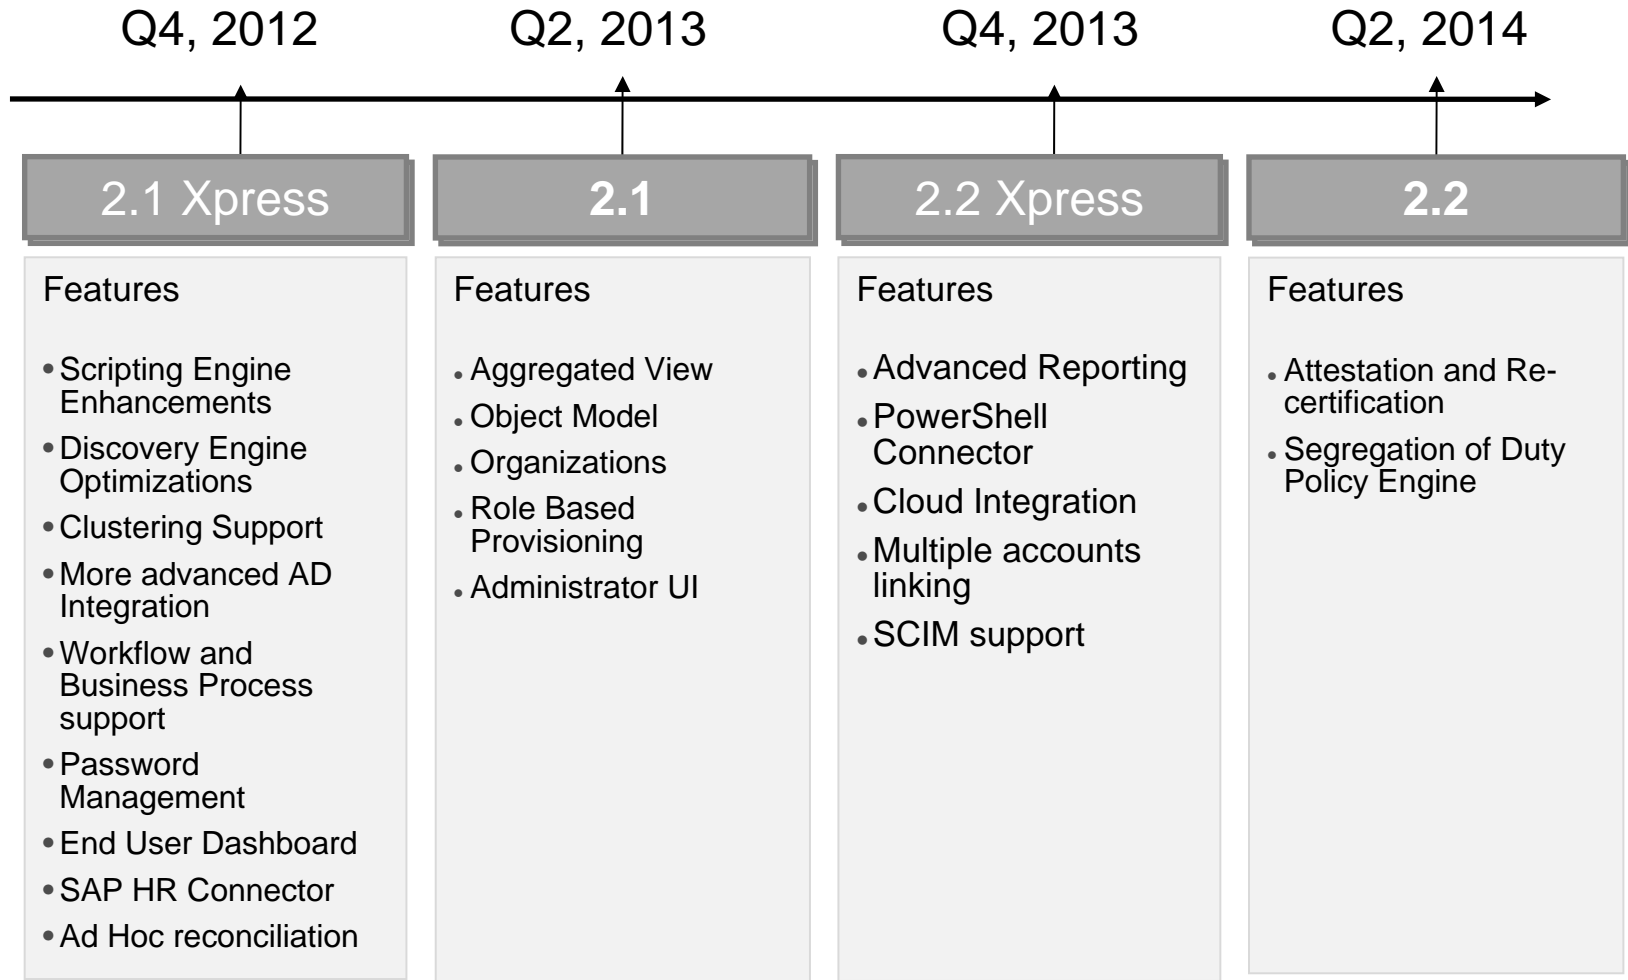 Q4, 2012
Q2, 2013
Q4, 2013
Q2, 2014
2.1 Xpress
2.1
2.2 Xpress
2.2
Features
• Scripting Engine
Enhancements
• Discovery Engine
Optimizations
• Clustering Support
• More advanced AD
Integration
• Workflow and
Business Process
support
• Password
Management
• End User Dashboard
• SAP HR Connector
• Ad Hoc reconciliation
Features
• Aggregated View
• Object Model
• Organizations
• Role Based
Provisioning
• Administrator UI
Features
• Advanced Reporting
• PowerShell
Connector
• Cloud Integration
• Multiple accounts
linking
• SCIM support
Features
• Attestation and Re-
certification
• Segregation of Duty
Policy Engine